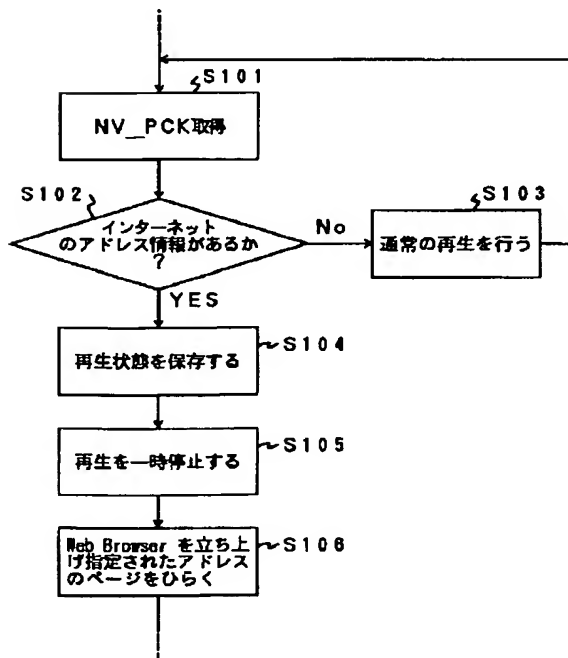 S101
NV_PCK取得
S102
インターネット
のアドレス情報があるか
?
No
S103
通常の再生を行う
YES
再生状態を保存する
S104
再生を一時停止する
S105
Web Browser を立ち上
げ指定されたアドレス
のページをひらく
S106